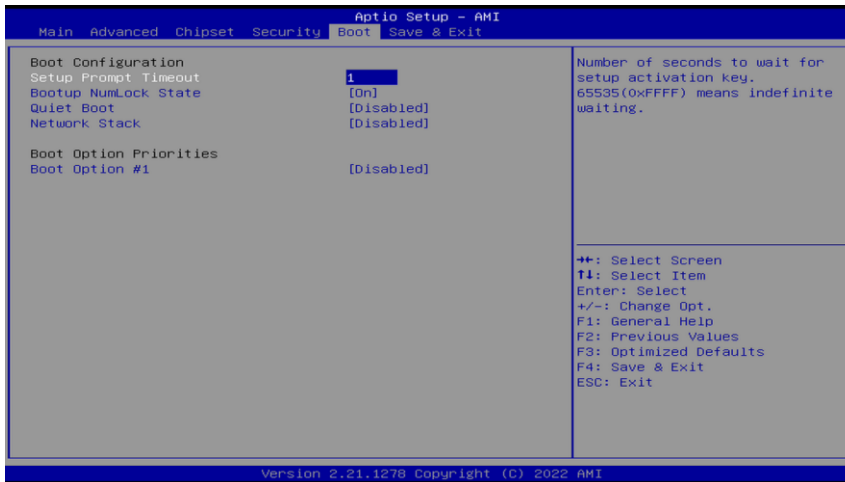 Aptio Setup – AMI
Main Advanced Chipset Security Boot Save & Exit
Boot Configuration
Setup Prompt Timeout 1
Bootup NumLock State [On]
Quiet Boot [Disabled]
Network Stack [Disabled]
Boot Option Priorities
Boot Option #1 [Disabled]
Number of seconds to wait for
setup activation key.
65535(0xFFFF) means indefinite
waiting.
→←: Select Screen
↑↓: Select Item
Enter: Select
+/-: Change Opt.
F1: General Help
F2: Previous Values
F3: Optimized Defaults
F4: Save & Exit
ESC: Exit
Version 2.21.1278 Copyright (C) 2022 AMI